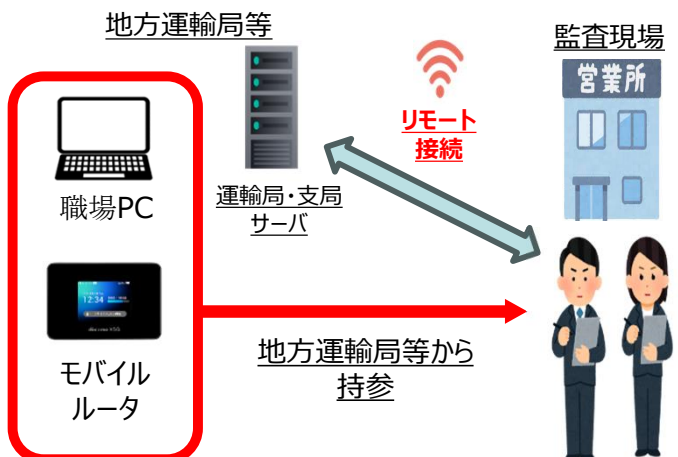 地方運輸局等
監査現場
営業所
リモート
接続
職場PC
運輸局・支局
サーバ
12:34
地方運輸局等から
持参
モバイル
ルータ